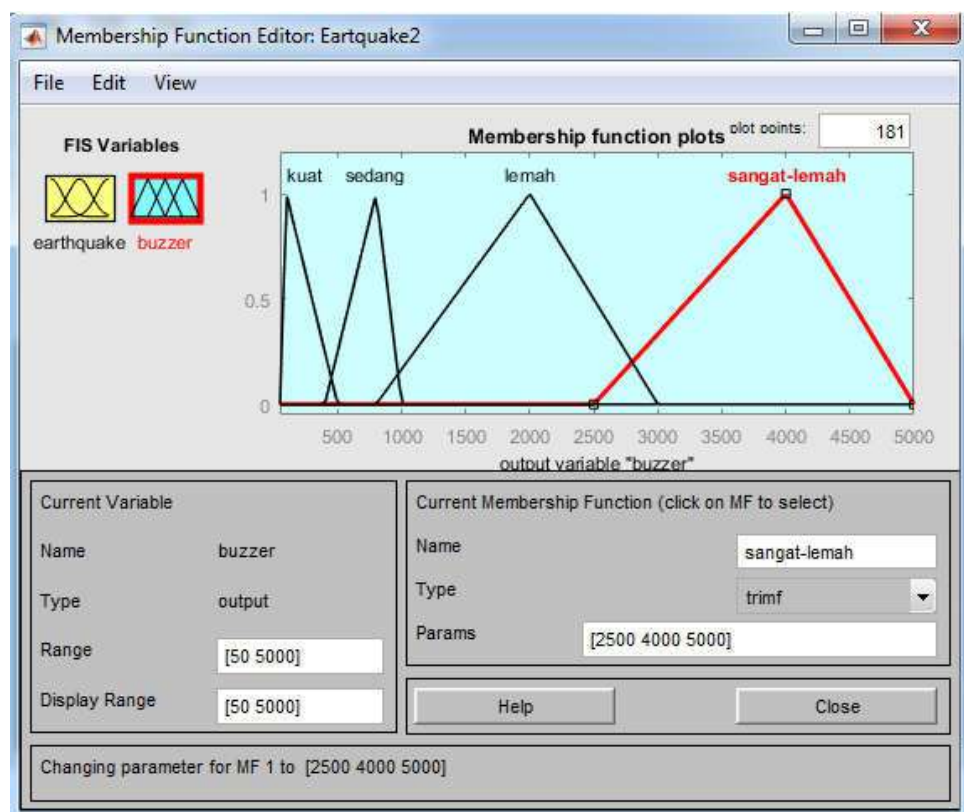 Membership Function Editor: Eartquake2
File Edit View
FIS Variables
earthquake buzzer
Membership function plots plot points: 181
kuat sedang lemah sangat-lemah
1
0.5
0
500 1000 1500 2000 2500 3000 3500 4000 4500 5000
output variable "buzzer"
Current Variable
Name buzzer
Type output
Range [50 5000]
Display Range [50 5000]
Current Membership Function (click on MF to select)
Name sangat-lemah
Type trimf
Params [2500 4000 5000]
Help Close
Changing parameter for MF 1 to [2500 4000 5000]